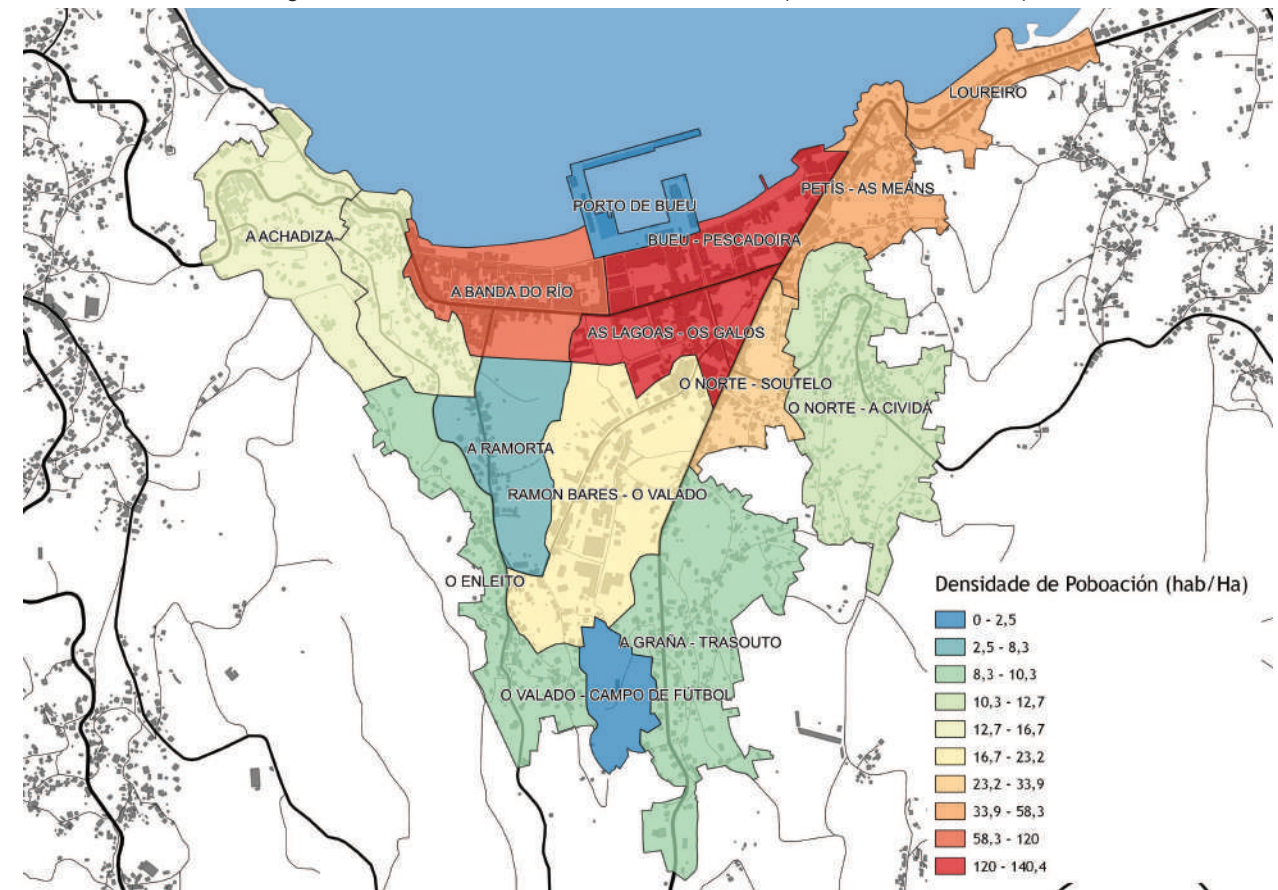 LOUREIRO
PETÍS - AS MEÁNS
PORTO DE BUEU
A ACHADIZA
BUEU - PESCADOIRA
A BANDA DO RÍO
AS LAGOAS - OS GALOS
O NORTE - SOUTELO
O NORTE - A CIVIDÁ
A RAMORTA
RAMON BARES - O VALADO
O ENLEITO
A GRAÑA - TRASOUTO
O VALADO - CAMPO DE FÚTBOL
Densidade de Poboación (hab/Ha)
0 - 2,5
2,5 - 8,3
8,3 - 10,3
10,3 - 12,7
12,7 - 16,7
16,7 - 23,2
23,2 - 33,9
33,9 - 58,3
58,3 - 120
120 - 140,4